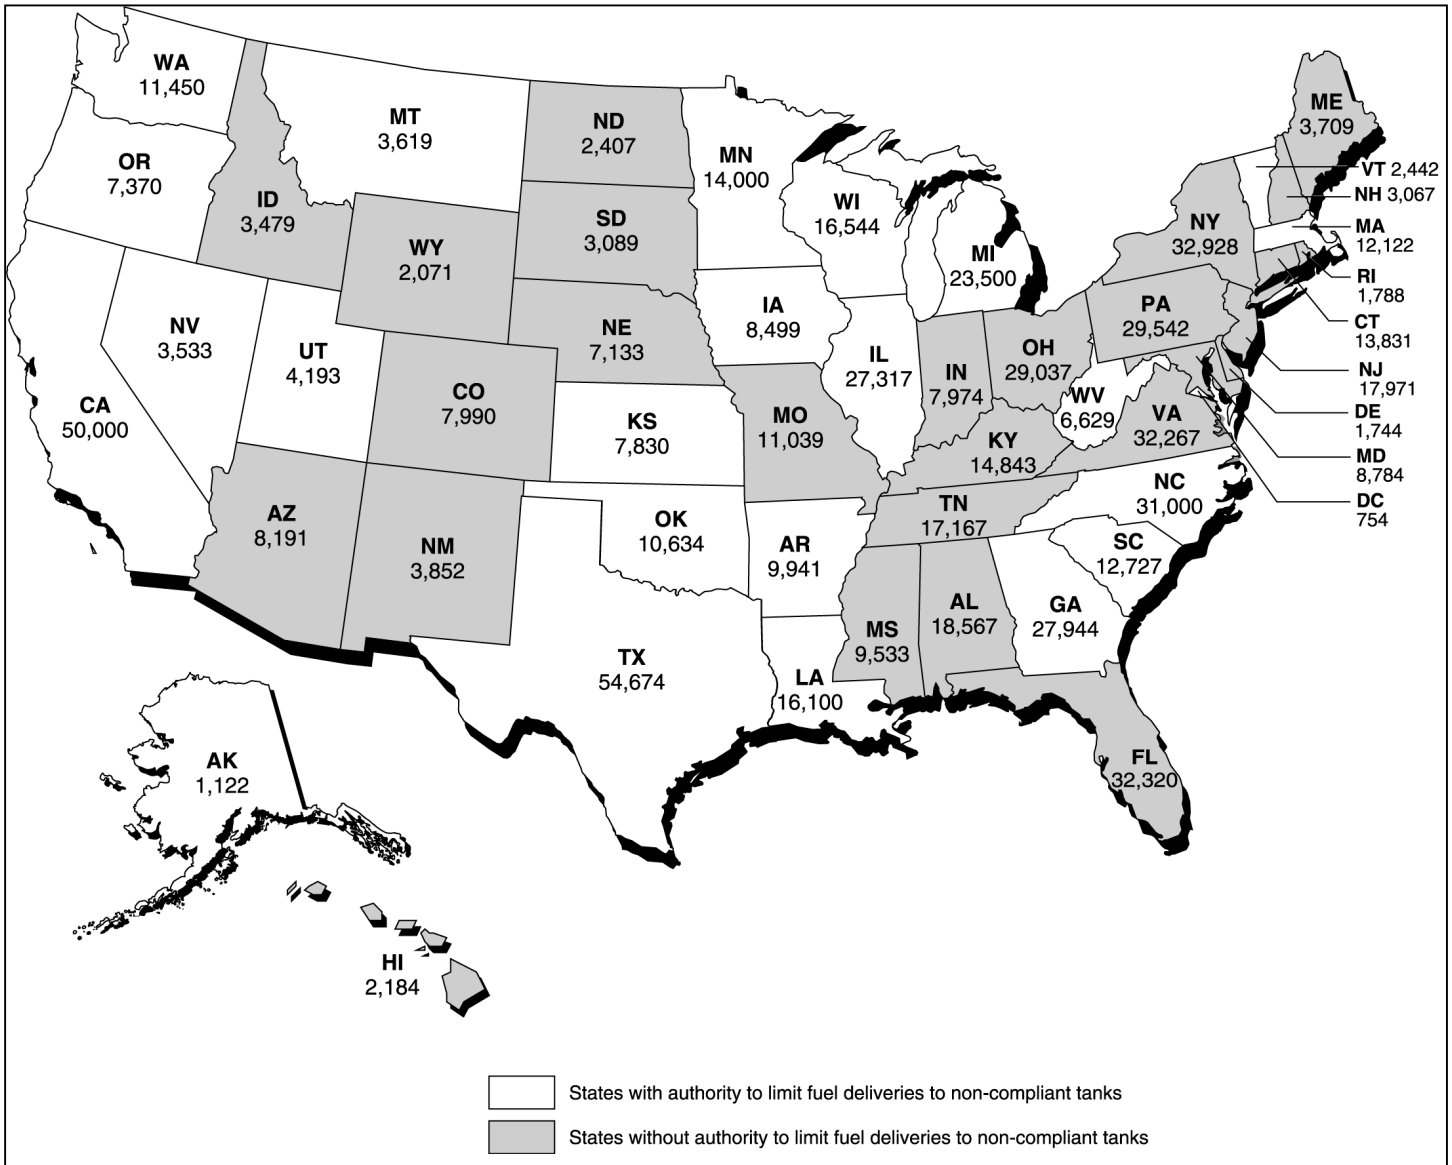 WA
11,450
MT
3,619
ND
2,407
MN
14,000
ME
3,709
OR
7,370
ID
3,479
WY
2,071
SD
3,089
WI
16,544
MI
23,500
NY
32,928
VT 2,442
NH 3,067
MA
12,122
RI
1,788
CT
13,831
NJ
17,971
DE
1,744
MD
8,784
DC
754
NV
3,533
UT
4,193
CO
7,990
NE
7,133
IA
8,499
IL
27,317
IN
7,974
OH
29,037
PA
29,542
WV
6,629
VA
32,267
CA
50,000
KS
7,830
MO
11,039
KY
14,843
NC
31,000
AZ
8,191
NM
3,852
OK
10,634
AR
9,941
TN
17,167
SC
12,727
TX
54,674
LA
16,100
MS
9,533
AL
18,567
GA
27,944
FL
32,320
AK
1,122
HI
2,184
States with authority to limit fuel deliveries to non-compliant tanks
States without authority to limit fuel deliveries to non-compliant tanks